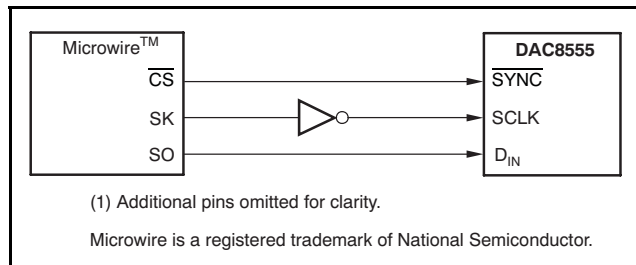 Microwire™ DAC8555
CS SYNC
SK SCLK
SO DIN
(1) Additional pins omitted for clarity.
Microwire is a registered trademark of National Semiconductor.